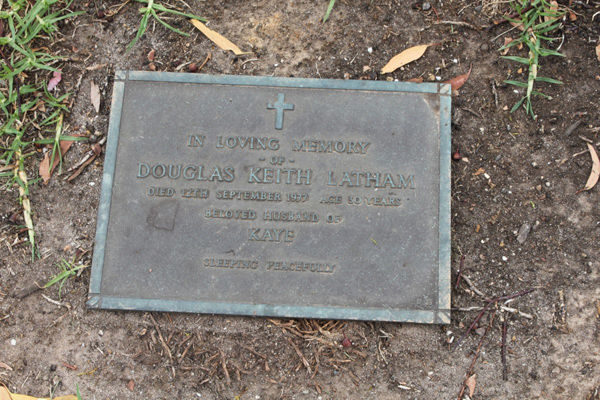 IN LOVING MEMORY
- OF -
DOUGLAS KEITH LATHAM
DIED 12TH SEPTEMBER 1977 AGE 50 YEARS
BELOVED HUSBAND OF
KAYE
SLEEPING PEACEFULLY